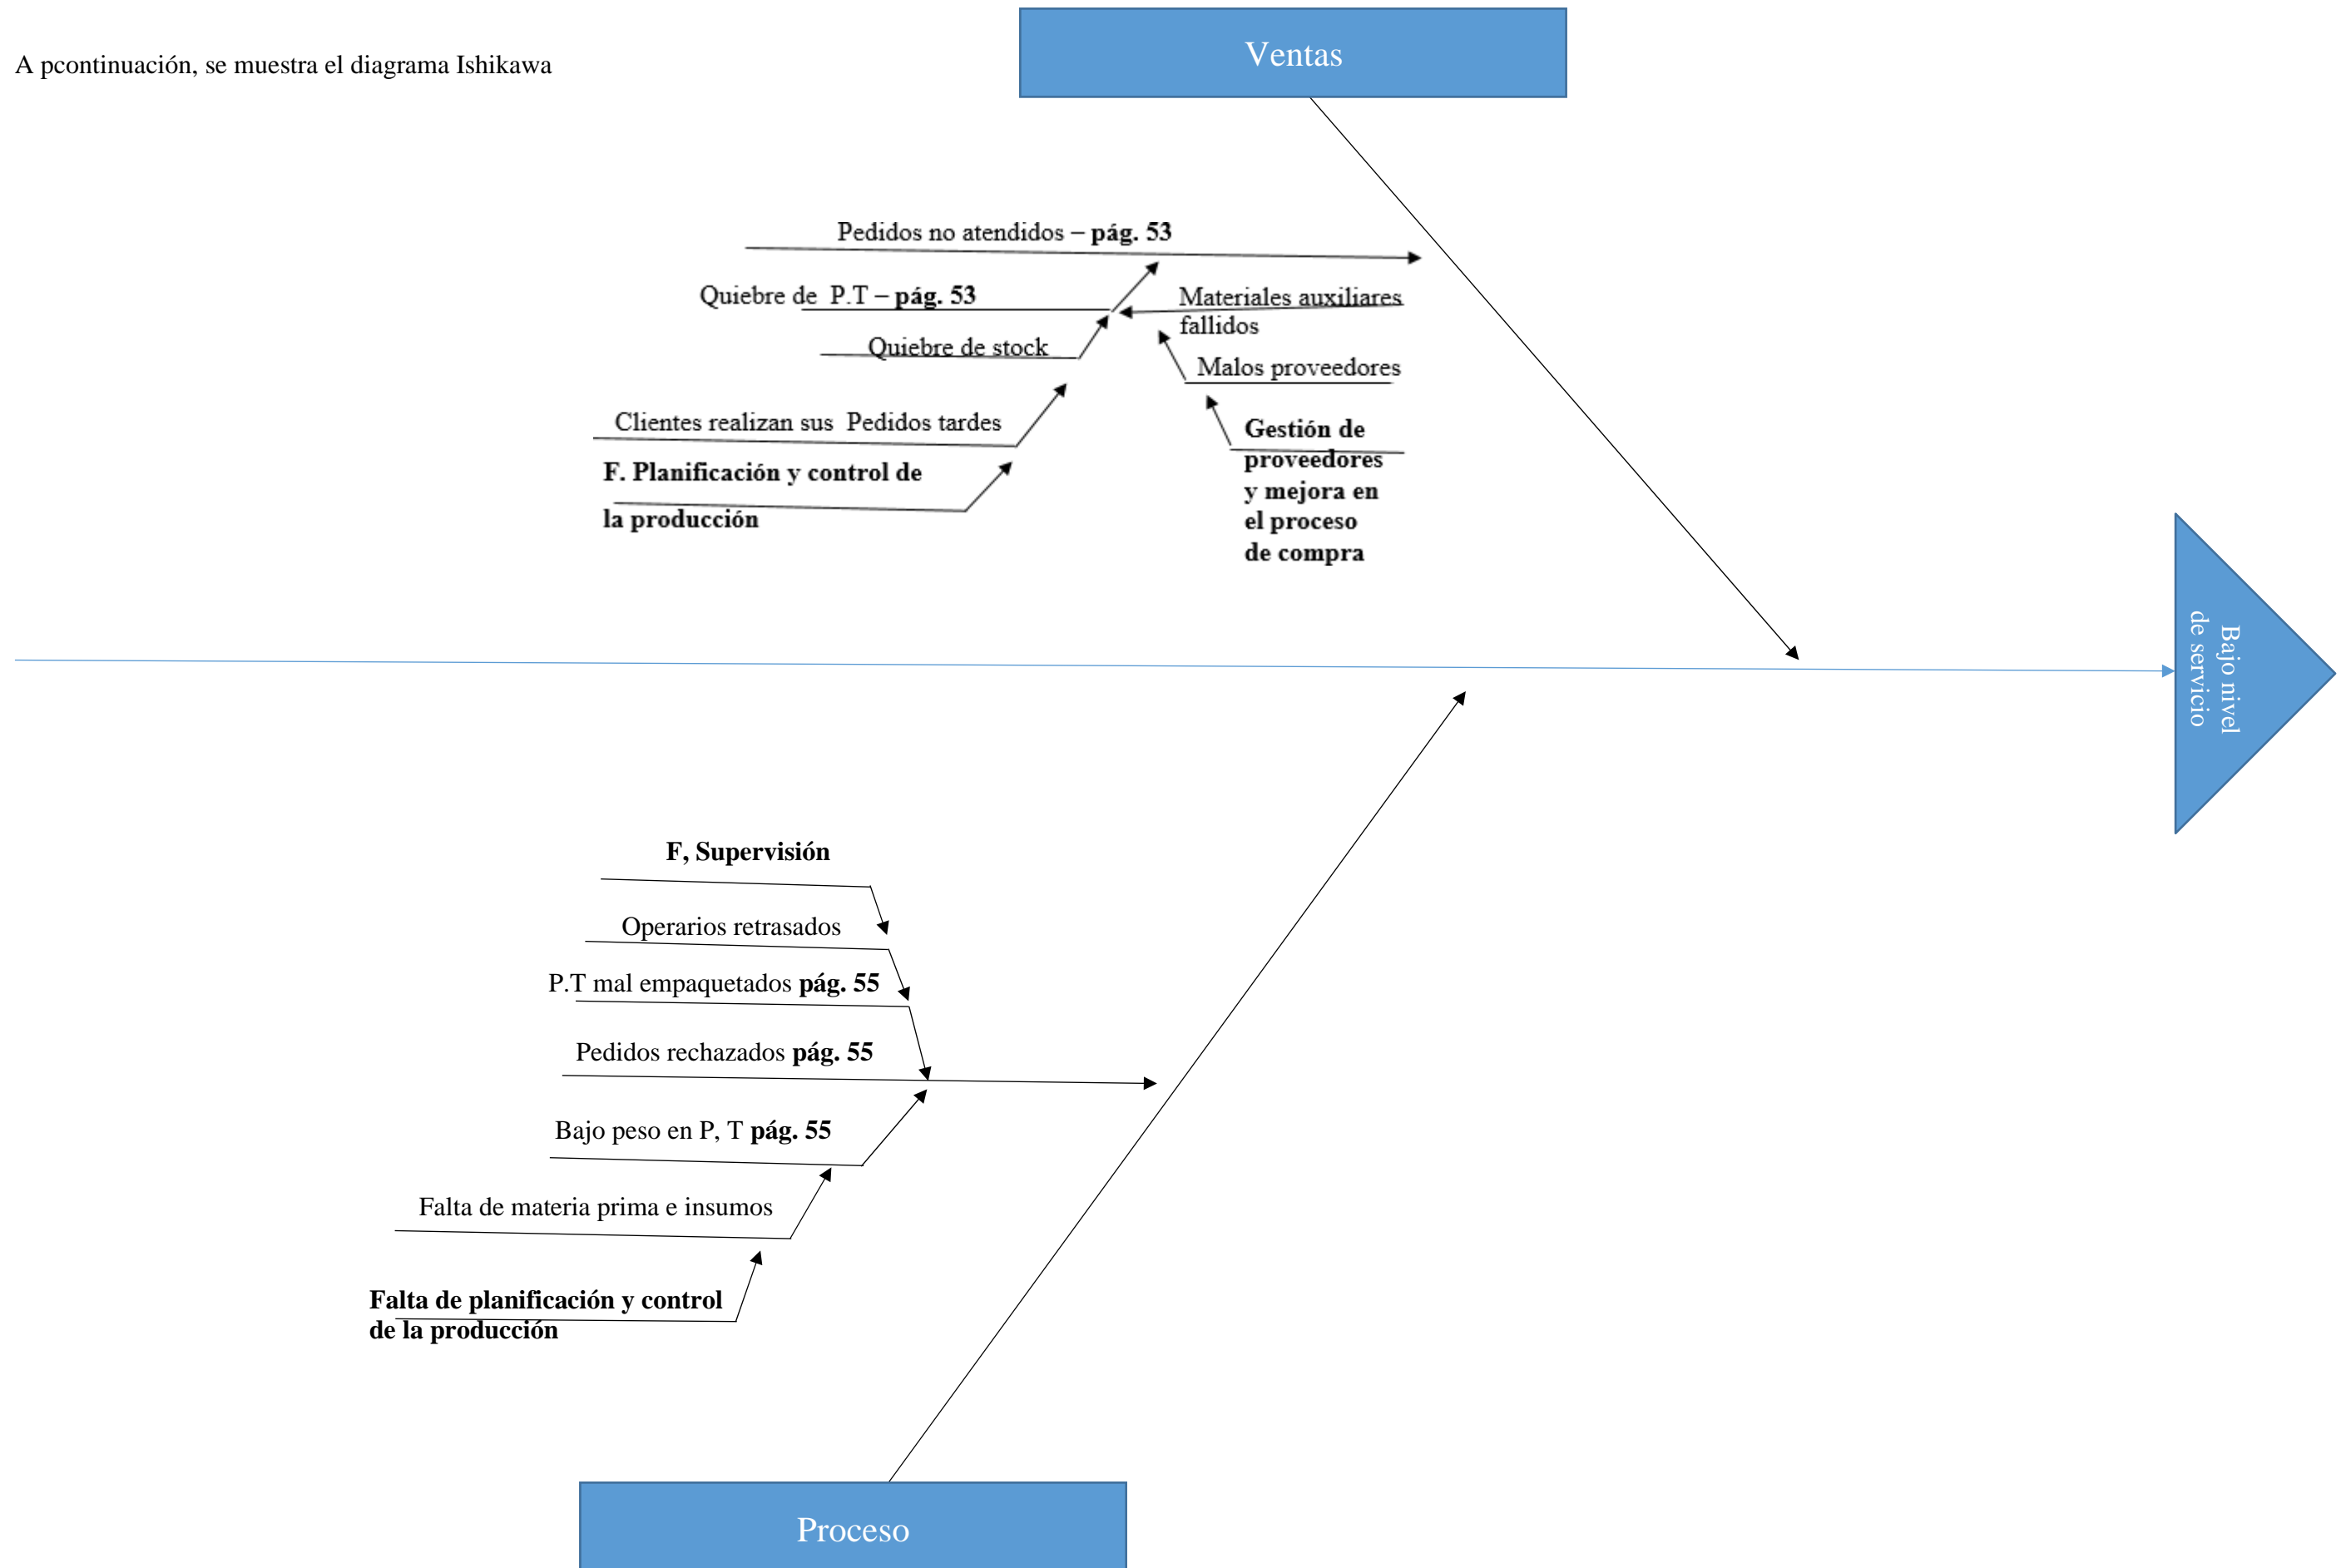 Ventas
A pcontinuación, se muestra el diagrama Ishikawa
Pedidos no atendidos – pág. 53
Quiebre de P.T – pág. 53
Materiales auxiliares
fallidos
Quiebre de stock
Malos proveedores
Clientes realizan sus Pedidos tardes
F. Planificación y control de
la producción
Gestión de
proveedores
y mejora en
el proceso
de compra
Bajo nivel
de servicio
F, Supervisión
Operarios retrasados
P.T mal empaquetados pág. 55
Pedidos rechazados pág. 55
Bajo peso en P, T pág. 55
Falta de materia prima e insumos
Falta de planificación y control
de la producción
Proceso